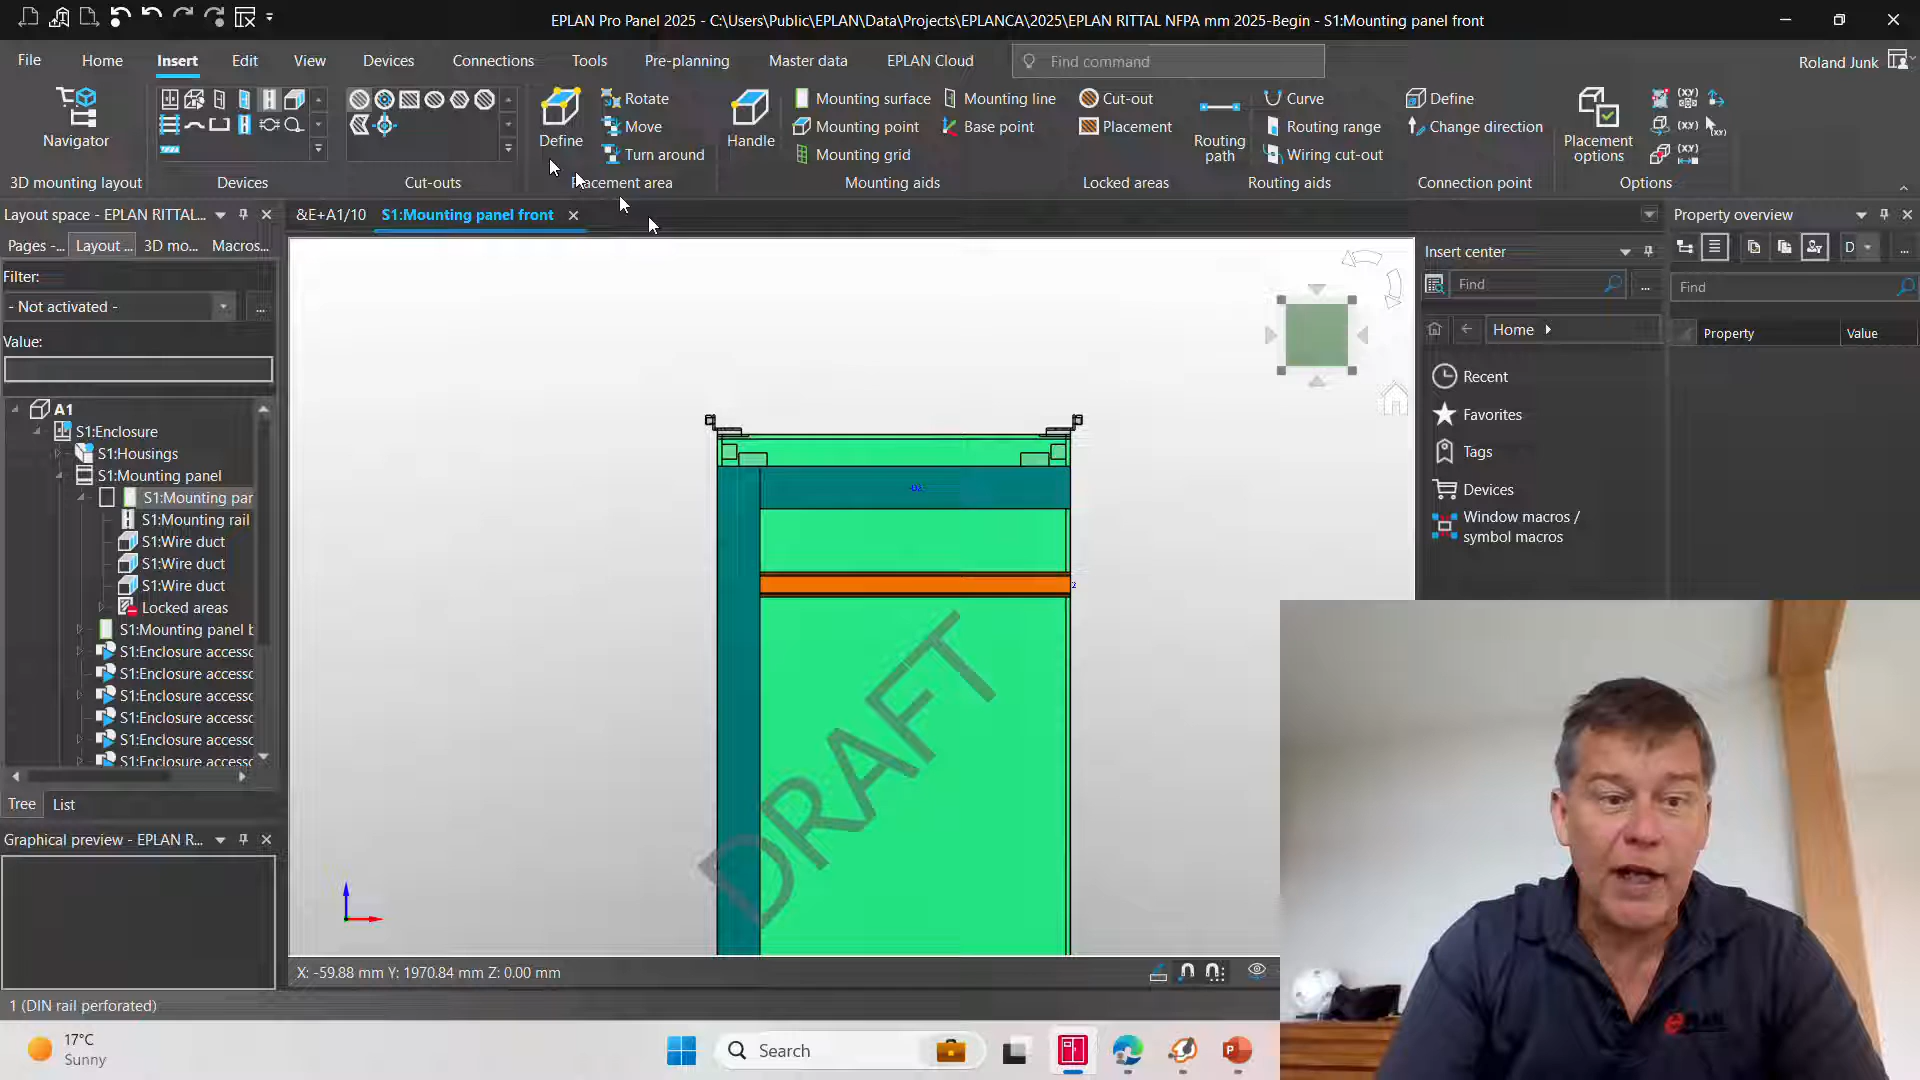 EPLAN Pro Panel 2025 - C:\Users\Public\EPLAN\Data\Projects\EPLANCA\2025\EPLAN RITTAL NFPA mm 2025-Begin - S1:Mounting panel front
File Home Insert Edit View Devices Connections Tools Pre-planning Master data EPLAN Cloud Find command Roland Junk
Navigator
3D mounting layout
Devices
Cut-outs
Define
Rotate
Move
Turn around
Placement area
Handle
Mounting surface
Mounting point
Mounting grid
Mounting line
Base point
Mounting aids
Cut-out
Placement
Locked areas
Routing
path
Curve
Routing range
Wiring cut-out
Routing aids
Define
Change direction
Connection point
Placement
options
Options
Layout space - EPLAN RITTAL...
Pages -... Layout ... 3D mo... Macros...
Filter:
- Not activated -
...
Value:
A1
S1:Enclosure
S1:Housings
S1:Mounting panel
S1:Mounting par
S1:Mounting rail
S1:Wire duct
S1:Wire duct
S1:Wire duct
Locked areas
S1:Mounting panel b
S1:Enclosure accessc
S1:Enclosure accessc
S1:Enclosure accessc
S1:Enclosure accessc
S1:Enclosure accessc
S1:Enclosure accessc
Tree List
Graphical preview - EPLAN R...
1 (DIN rail perforated)
&E+A1/10 S1:Mounting panel front
DRAFT
X: -59.88 mm Y: 1970.84 mm Z: 0.00 mm
Insert center
Find
...
Home
Recent
Favorites
Tags
Devices
Window macros /
symbol macros
Property overview
D
...
Find
Property Value
17°C
Sunny
Search
EPLAN